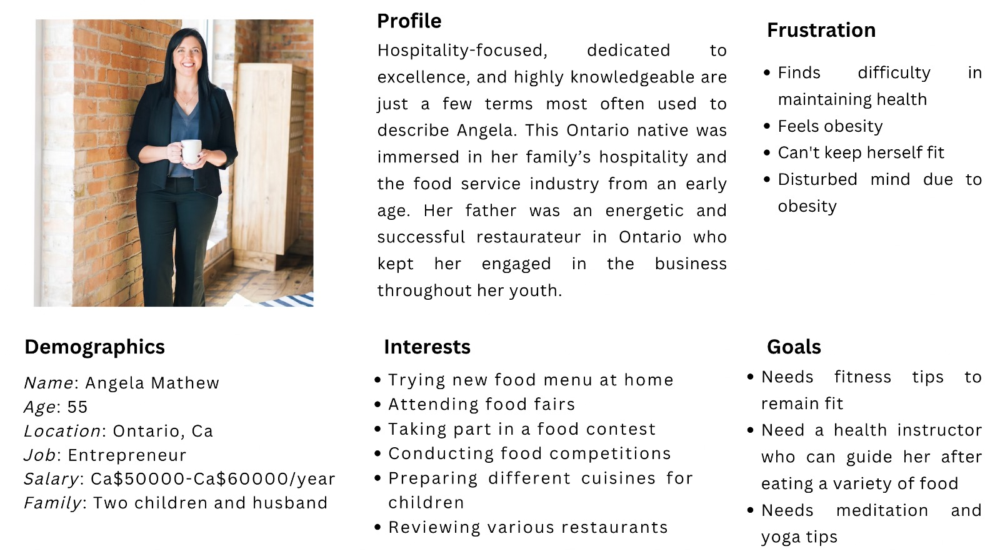 Profile
Hospitality-focused, dedicated to
excellence, and highly knowledgeable are
just a few terms most often used to
describe Angela. This Ontario native was
immersed in her family’s hospitality and
the food service industry from an early
age. Her father was an energetic and
successful restaurateur in Ontario who
kept her engaged in the business
throughout her youth.
Frustration
• Finds difficulty in
maintaining health
• Feels obesity
• Can't keep herself fit
• Disturbed mind due to
obesity
Demographics
Name: Angela Mathew
Age: 55
Location: Ontario, Ca
Job: Entrepreneur
Salary: Ca$50000-Ca$60000/year
Family: Two children and husband
Interests
• Trying new food menu at home
• Attending food fairs
• Taking part in a food contest
• Conducting food competitions
• Preparing different cuisines for
children
• Reviewing various restaurants
Goals
• Needs fitness tips to
remain fit
• Need a health instructor
who can guide her after
eating a variety of food
• Needs meditation and
yoga tips